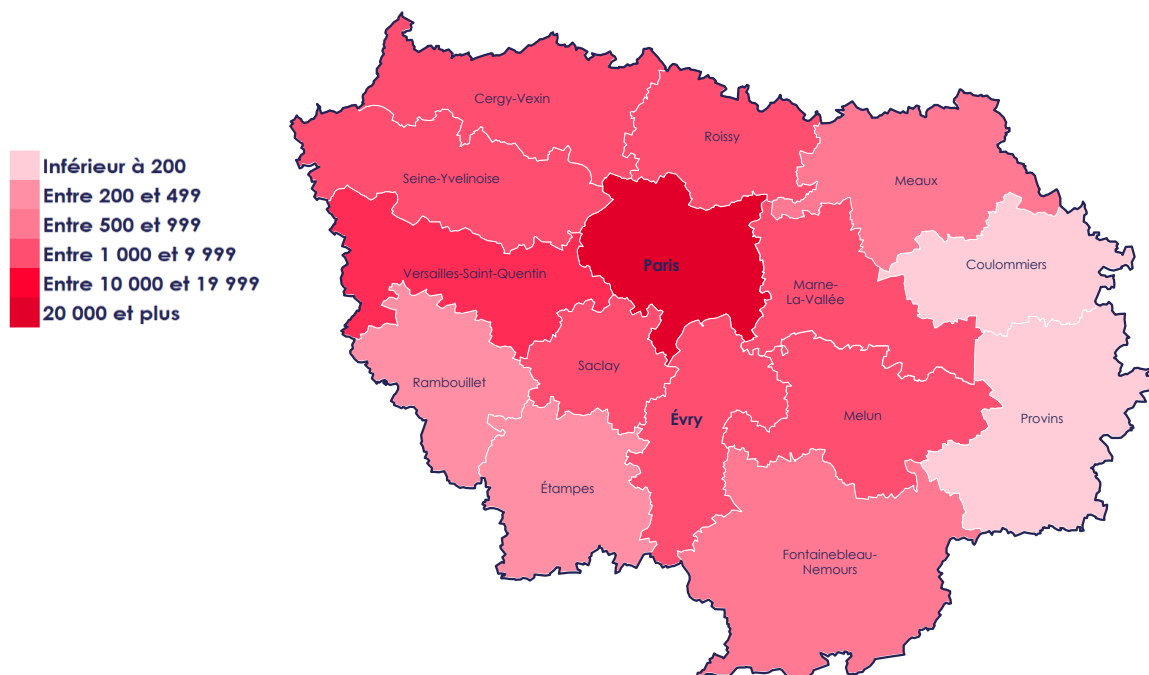 Inférieur à 200
Entre 200 et 499
Entre 500 et 999
Entre 1 000 et 9 999
Entre 10 000 et 19 999
20 000 et plus
Cergy-Vexin
Roissy
Seine-Yvelinoise
Meaux
Paris
Coulommiers
Versailles-Saint-Quentin
Marne-
La-Vallée
Saclay
Rambouillet
Évry
Melun
Provins
Étampes
Fontainebleau-
Nemours